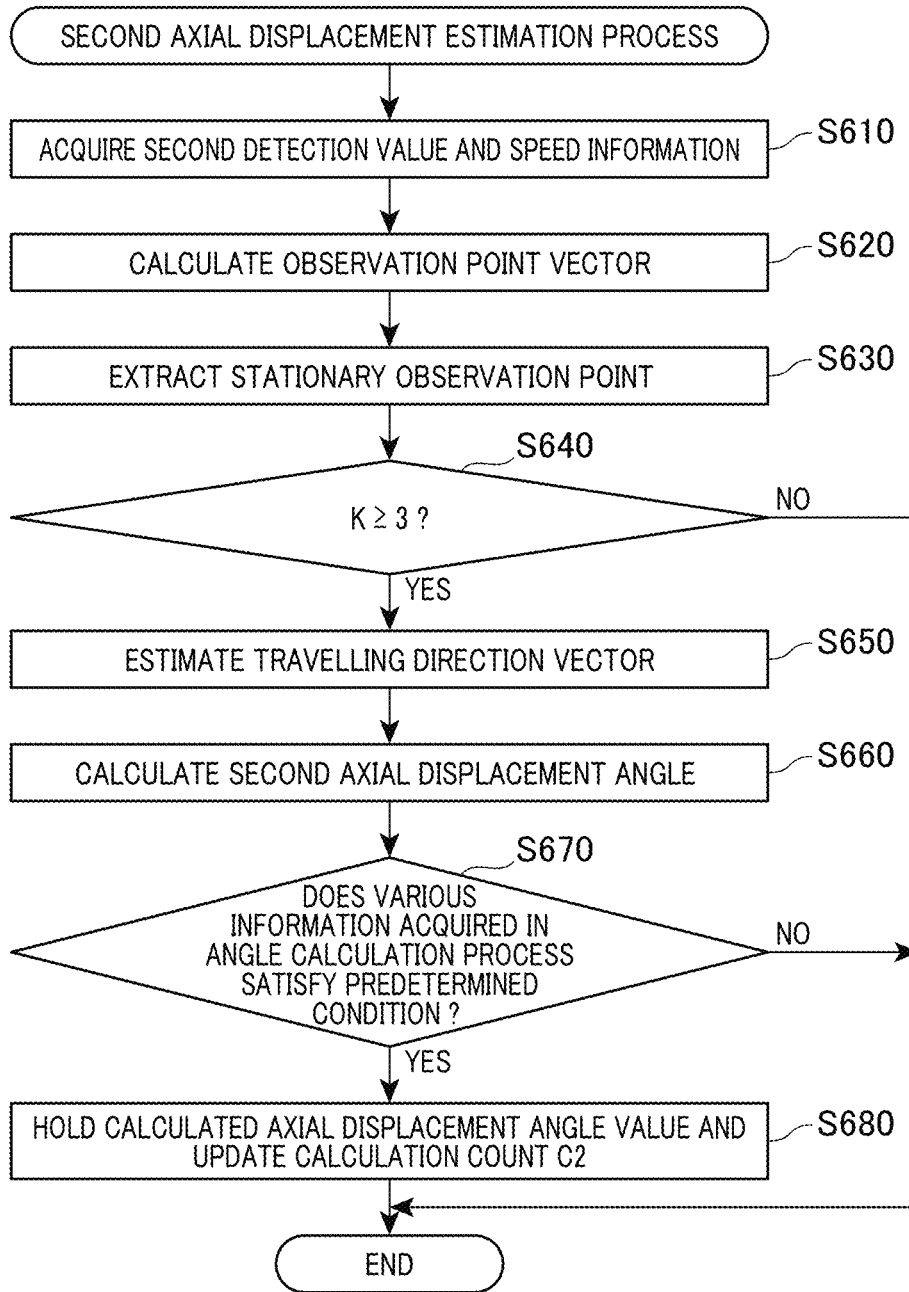 SECOND AXIAL DISPLACEMENT ESTIMATION PROCESS
ACQUIRE SECOND DETECTION VALUE AND SPEED INFORMATION
S610
CALCULATE OBSERVATION POINT VECTOR
S620
EXTRACT STATIONARY OBSERVATION POINT
S630
S640
K ≧ 3 ?
NO
YES
ESTIMATE TRAVELLING DIRECTION VECTOR
S650
CALCULATE SECOND AXIAL DISPLACEMENT ANGLE
S660
S670
DOES VARIOUS
INFORMATION ACQUIRED IN
ANGLE CALCULATION PROCESS
SATISFY PREDETERMINED
CONDITION ?
NO
YES
HOLD CALCULATED AXIAL DISPLACEMENT ANGLE VALUE AND
UPDATE CALCULATION COUNT C2
S680
END